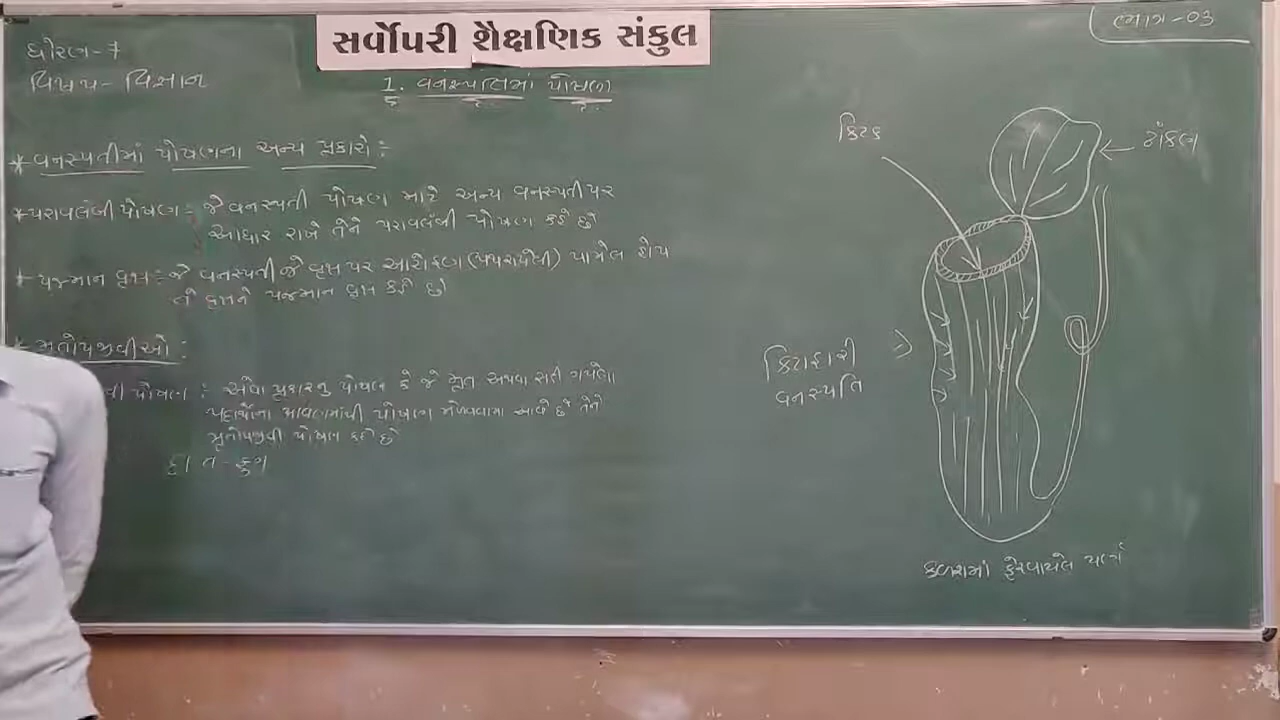 સર્વોપરી શૈક્ષણિક સંકુલ
ભાગ-03
ધોરણ-7
વિષય- વિજ્ઞાન
1. વનસ્પતિમાં પોષણ
* વનસ્પતીમાં પોષણના અન્ય પ્રકારો :
* પરાવલંબી પોષણ : જે વનસ્પતી પોષણ માટે અન્ય વનસ્પતી પર
આધાર રાખે તેને પરાવલંબી પોષણ કહે છે
* યજમાન વૃક્ષ : જે વનસ્પતી જે વૃક્ષ પર આરોહણ (પથરાયેલી) પામેલ હોય
તે વૃક્ષને યજમાન વૃક્ષ કહે છે
* મૃતોપજીવીઓ :
વી પોષણ : એવા પ્રકારનુ પોષણ કે જે મૃત અથવા સડી ગયેલા
પદાર્થોના દ્રાવણમાંથી પોષણ મેળવવામા આવે છે તેને
મૃતોપજીવી પોષણ કહે છે
દા ત - ફુગ
કિટક
ઢાંકણ
કિટાહારી
વનસ્પતિ
કળશમાં ફેરવાયેલ પર્ણ